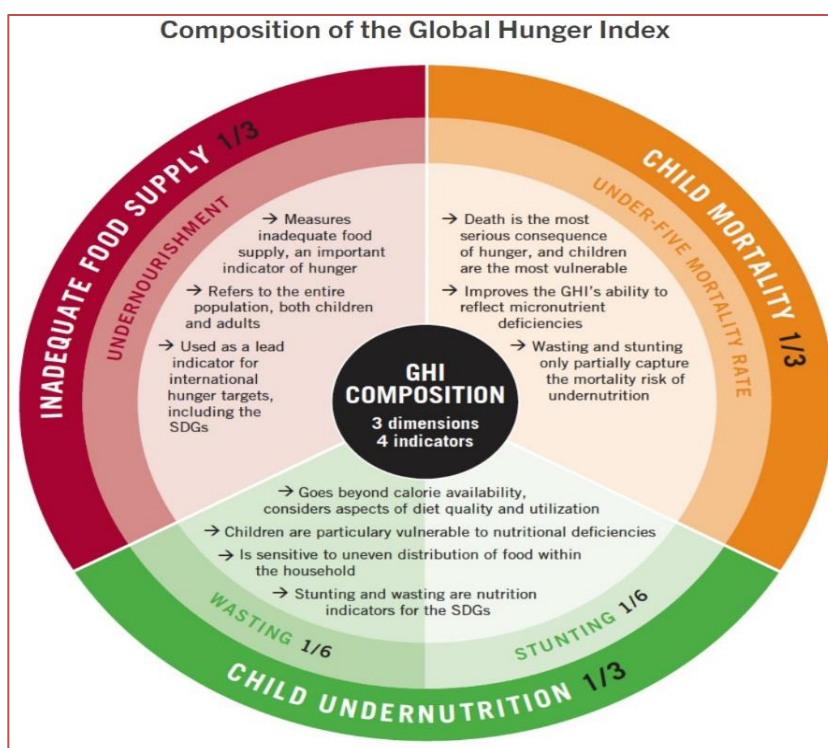 Composition of the Global Hunger Index
INADEQUATE FOOD SUPPLY 1/3
UNDERNOURISHMENT
→ Measures
inadequate food
supply, an important
indicator of hunger
→ Refers to the entire
population, both children
and adults
→ Used as a lead
indicator for
international
hunger targets,
including the
SDGs
CHILD MORTALITY 1/3
UNDER-FIVE MORTALITY RATE
→ Death is the most
serious consequence
of hunger, and children
are the most vulnerable
→ Improves the GHI's ability to
reflect micronutrient
deficiencies
→ Wasting and stunting
only partially capture
the mortality risk of
undernutrition
GHI
COMPOSITION
3 dimensions
4 indicators
→ Goes beyond calorie availability,
considers aspects of diet quality and utilization
→ Children are particulary vulnerable to nutritional deficiencies
→ Is sensitive to uneven distribution of food within
the household
→ Stunting and wasting are nutrition
indicators for the SDGs
WASTING 1/6
STUNTING 1/6
CHILD UNDERNUTRITION 1/3